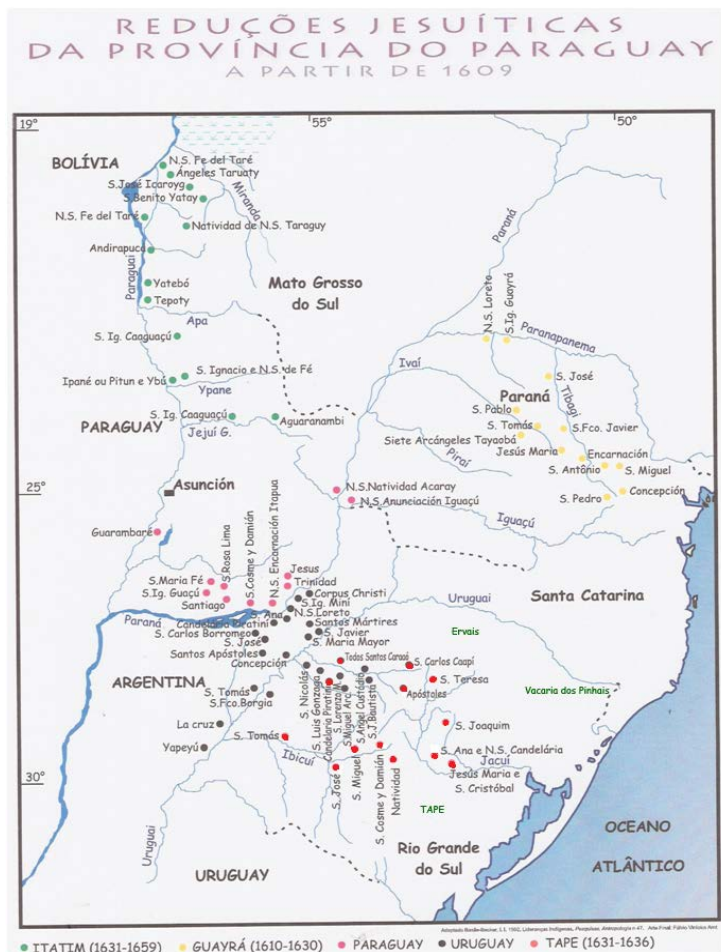 REDUÇÕES JESUÍTICAS
DA PROVÍNCIA DO PARAGUAY
A PARTIR DE 1609
19°
55°
50°
BOLÍVIA
N.S. Fe del Taré
Ángeles Taruaty
S.José Icaroyg
S.Benito Yatay
Miranda
N.S. Fe del Taré
Natividad de N.S. Taraguy
Andirapuca
Paraguai
Yatebó
Tepoty
Mato Grosso
do Sul
Paraná
N.S. Loreto
S.Ig. Guayrá
Apa
Paranapanema
S. Ig. Caaguaçú
Ivaí
S. Ignacio e N.S. de Fé
S. José
Ipané ou Pitun e Ybú
Ypane
Paraná
Tibagi
S. Pablo
S. Ig. Caaguaçú
Aguaranambi
S. Tomás
S.Fco. Javier
PARAGUAY
Jejuí G.
Siete Arcángeles Tayaobá
Jesús Maria
Encarnación
Piraí
S. Antônio
S. Miguel
Asunción
25°
N.S.Natividad Acaray
N.S.Anunciación Iguaçú
S. Pedro
Concepción
Iguaçú
Guarambaré
S.Rosa Lima
S.Cosme y Damián
N.S. Encarnación Itapua
S.Maria Fé
Jesus
S.Ig. Guaçú
Trinidad
Santiago
Corpus Christi
S.Ig. Mini
Santa Catarina
Uruguai
Paraná
S. Ana
N.S.Loreto
Candelaria Piratini
Santos Mártires
S. Carlos Borromeo
S. Javier
Ervais
S. José
S. Maria Mayor
Santos Apóstoles
Todos Santos Caraoó
S. Carlos Caapi
Concepción
S. Teresa
ARGENTINA
S. Nicolás
S. Luis Gonzaga
Candelaria Piratini
S. Lorenzo M.
S.Miguel Arc.
S.Angel Custódio
S.J.Bautista
Apóstoles
Vacaria dos Pinhais
S. Tomás
S.Fco.Borgia
La cruz
S. Joaquim
S. Tomás
Yapeyú
S. Ana e N.S. Candelária
Ibicuí
Jacuí
Jesús Maria e
S. Cristóbal
S. José
S. Miguel
S. Cosme y Damián
Natividad
30°
TAPE
OCEANO
ATLÂNTICO
Uruguai
Rio Grande
do Sul
URUGUAY
ITATIM (1631-1659)
GUAYRÁ (1610-1630)
PARAGUAY
URUGUAY
TAPE (1631-1636)